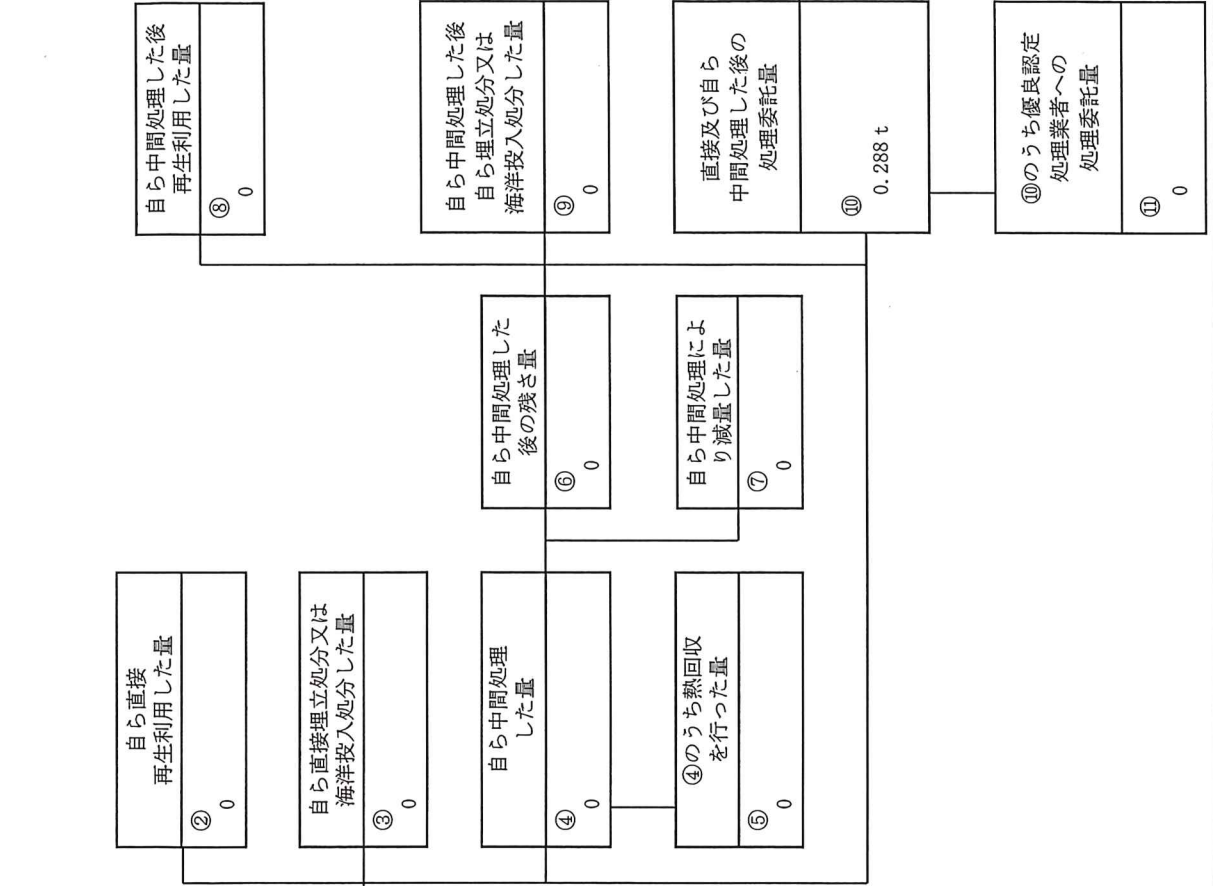 自ら直接
再生利用した量
②
0
自ら直接埋立処分又は
海洋投入処分した量
③
0
自ら中間処理
した量
④
0
④のうち熱回収
を行った量
⑤
0
自ら中間処理した
後の残さ量
⑥
0
自ら中間処理によ
り減量した量
⑦
0
自ら中間処理した後
再生利用した量
⑧
0
自ら中間処理した後
自ら埋立処分又は
海洋投入処分した量
⑨
0
直接及び自ら
中間処理した後の
処理委託量
⑩
0.288 t
⑩のうち優良認定
処理業者への
処理委託量
⑪
0